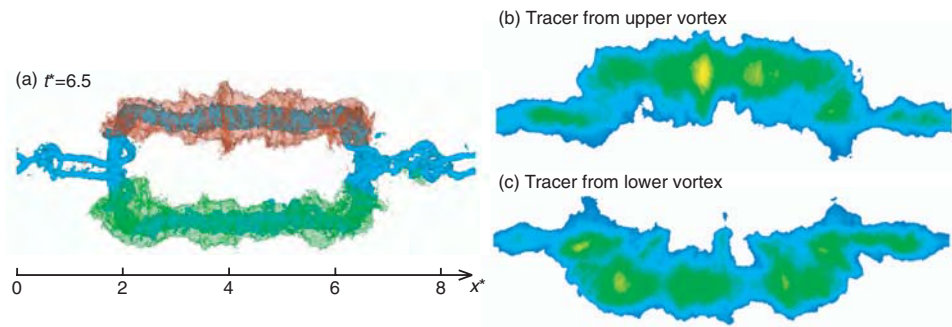 (a) t*=6.5
0 2 4 6 8 x*
(b) Tracer from upper vortex
(c) Tracer from lower vortex